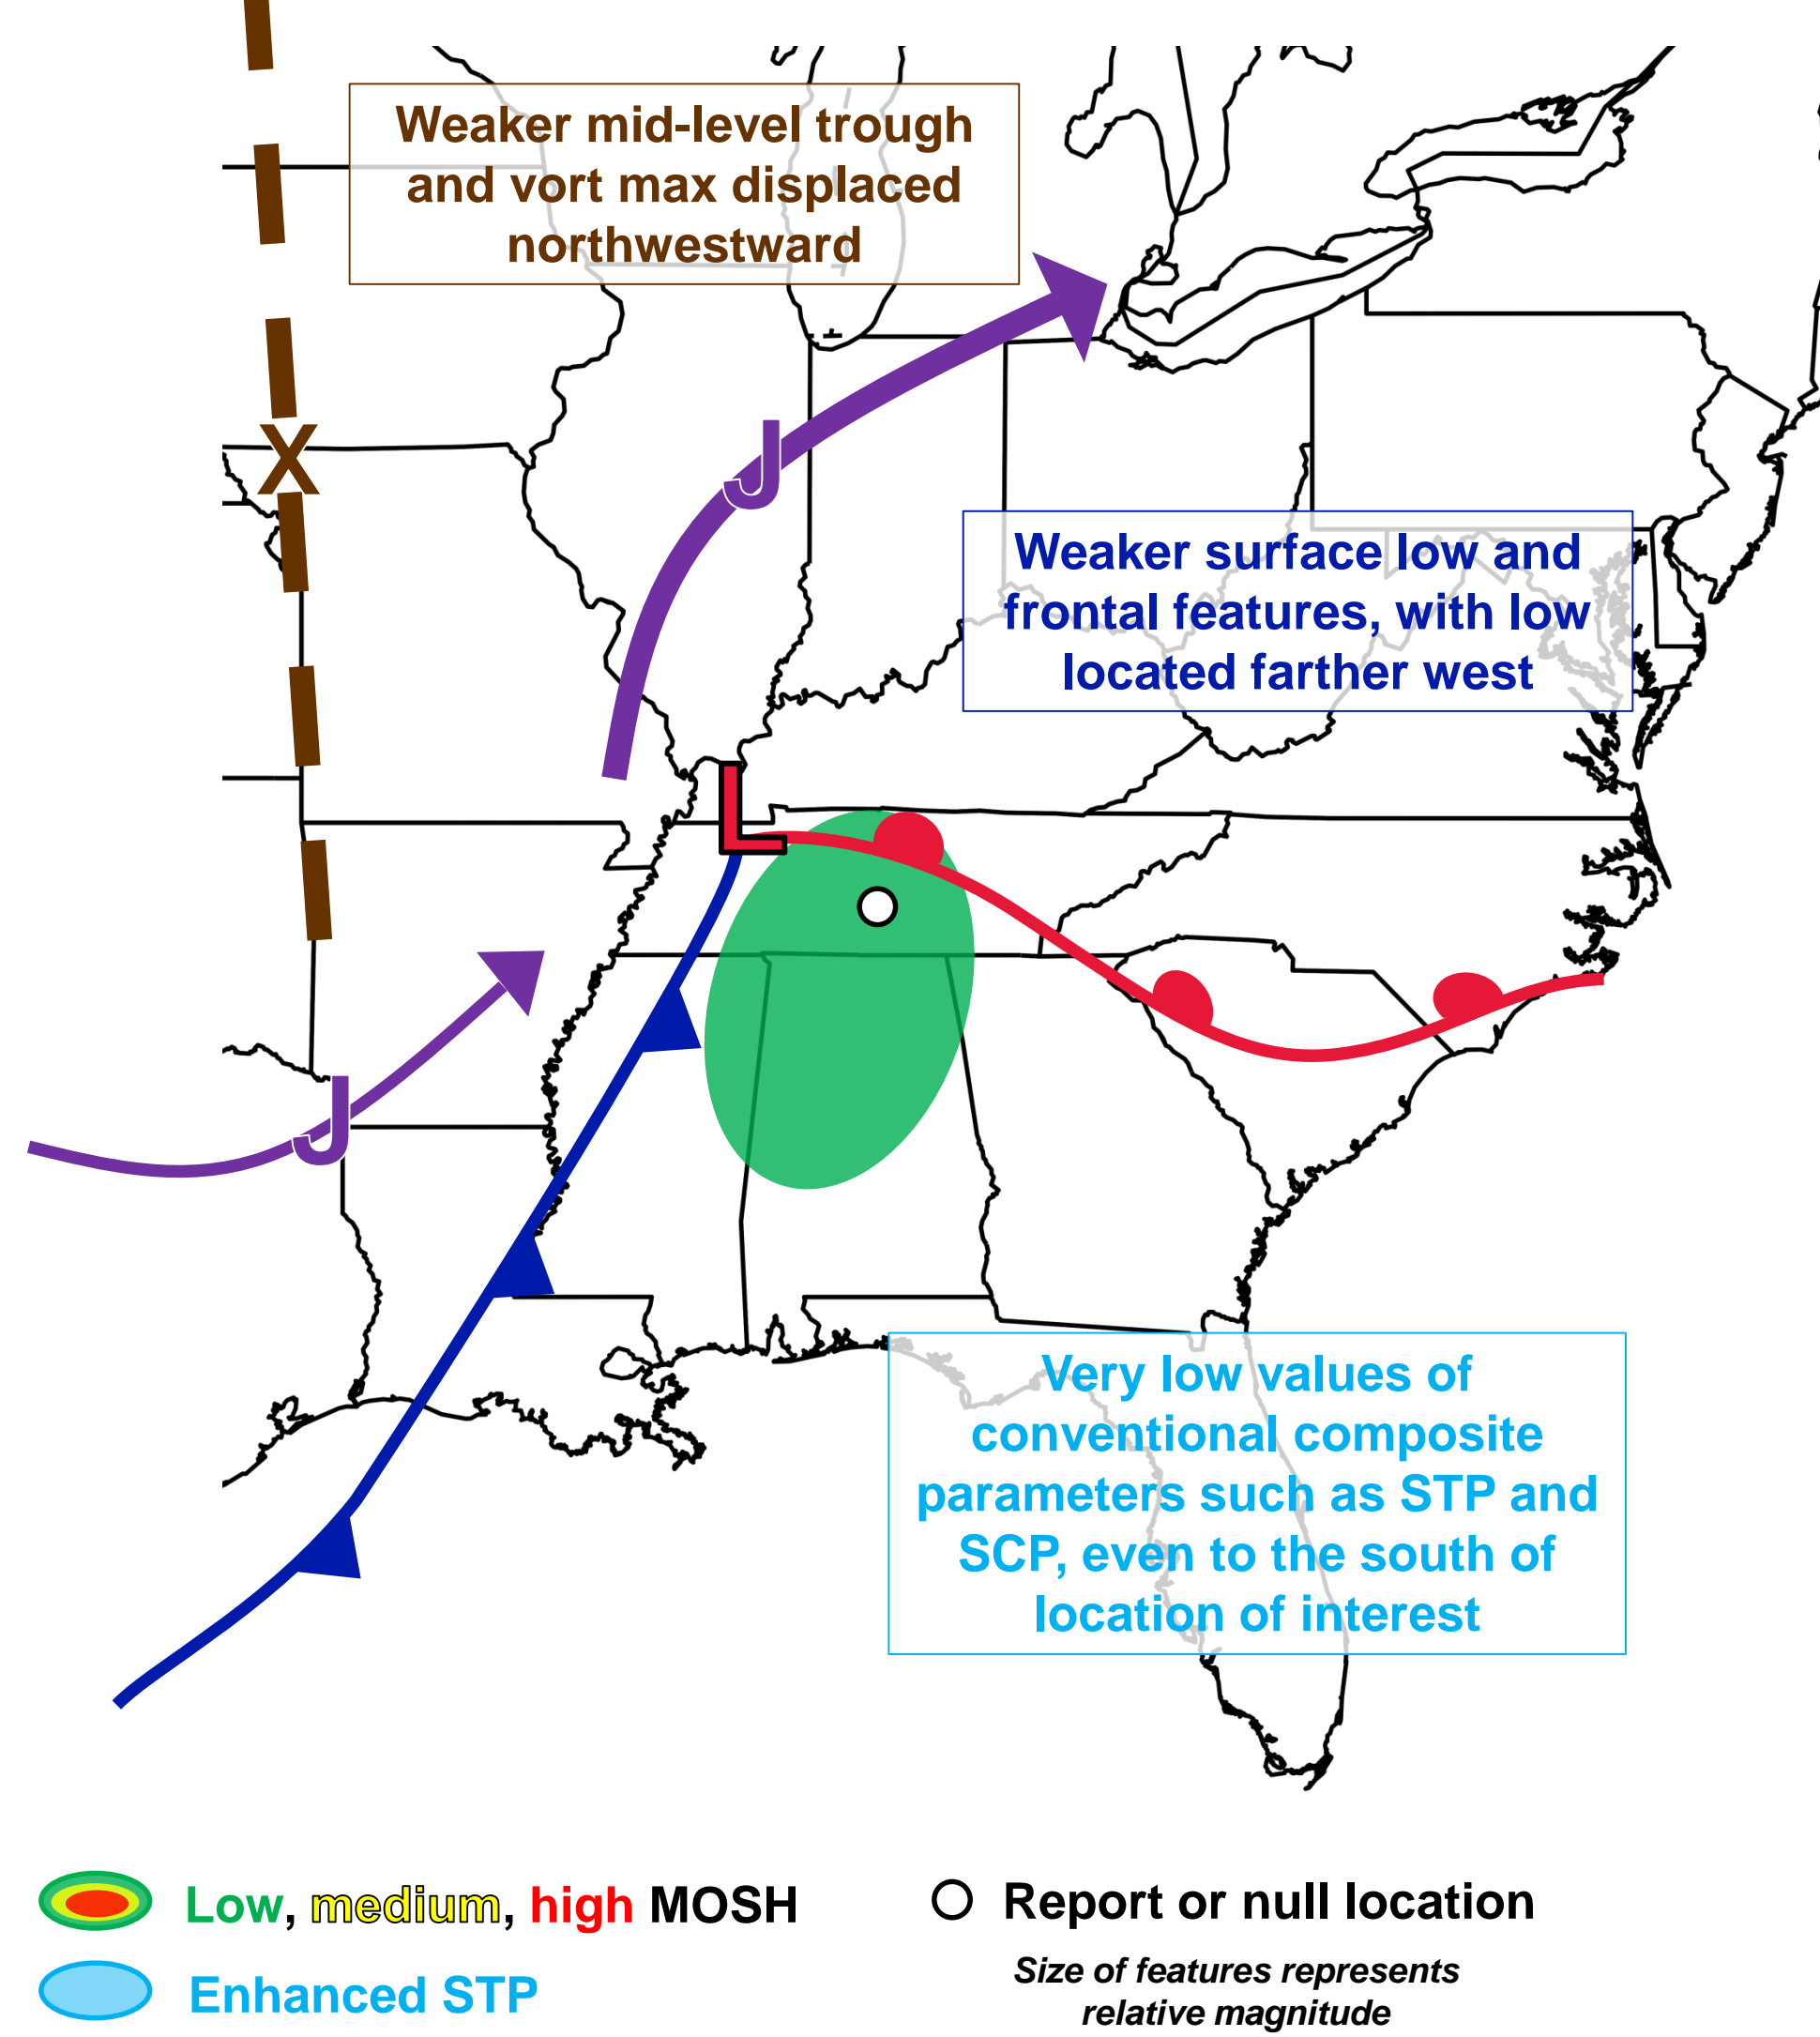 Weaker mid-level trough
and vort max displaced
northwestward
X
J
Weaker surface low and
frontal features, with low
located farther west
L
J
Very low values of
conventional composite
parameters such as STP and
SCP, even to the south of
location of interest
Low, medium, high MOSH
Report or null location
Enhanced STP
Size of features represents
relative magnitude